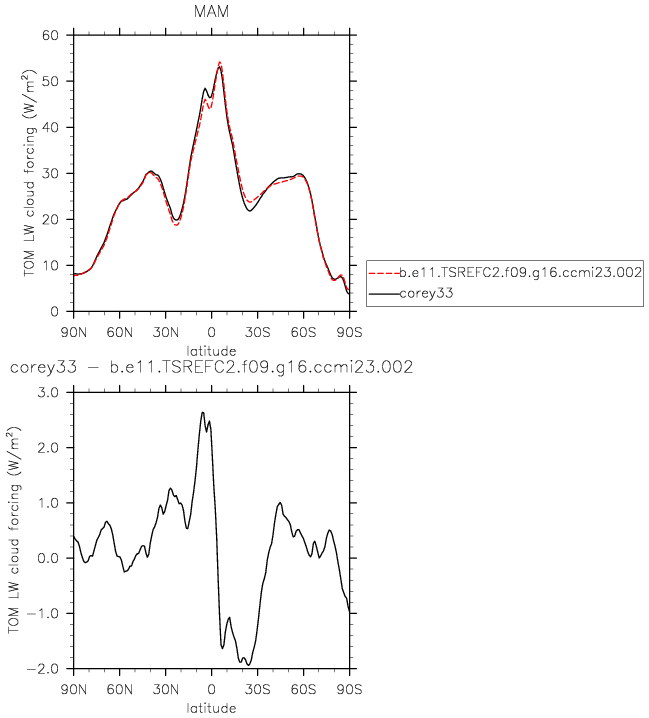 MAM
TOM LW cloud forcing (W/m²)
60
50
40
30
20
10
0
90N 60N 30N 0 30S 60S 90S
latitude
b.e11.TSREFC2.f09.g16.ccmi23.002
corey33
corey33 − b.e11.TSREFC2.f09.g16.ccmi23.002
TOM LW cloud forcing (W/m²)
3.0
2.0
1.0
0.0
−1.0
−2.0
90N 60N 30N 0 30S 60S 90S
latitude